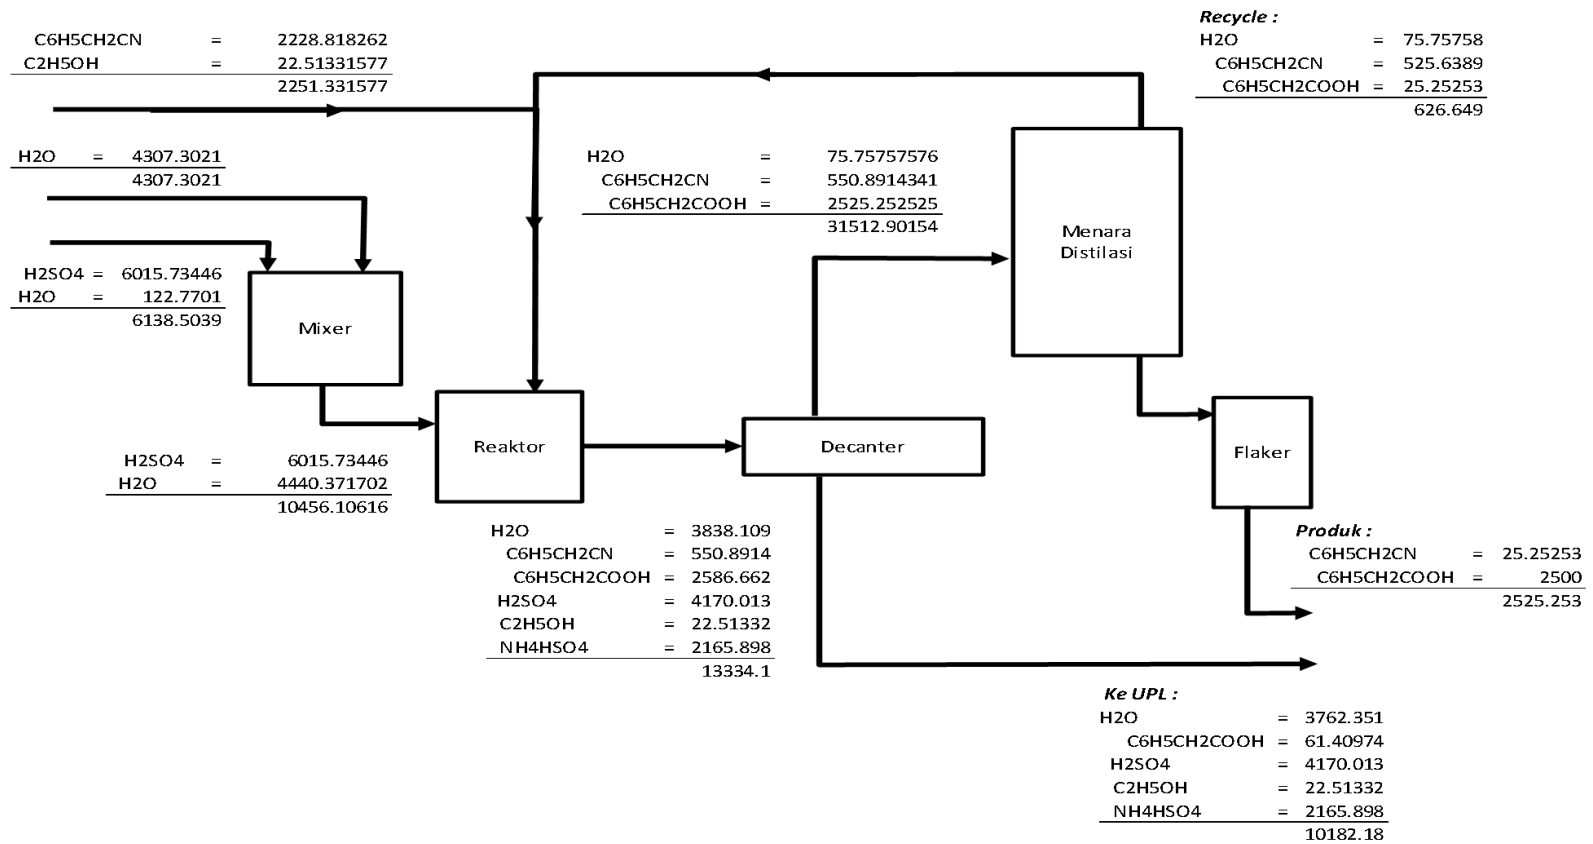 C6H5CH2CN = 2228.818262
C2H5OH = 22.51331577
2251.331577
H2O = 4307.3021
4307.3021
H2SO4 = 6015.73446
H2O = 122.7701
6138.5039
Mixer
H2SO4 = 6015.73446
H2O = 4440.371702
10456.10616
Reaktor
H2O = 3838.109
C6H5CH2CN = 550.8914
C6H5CH2COOH = 2586.662
H2SO4 = 4170.013
C2H5OH = 22.51332
NH4HSO4 = 2165.898
13334.1
H2O = 75.75757576
C6H5CH2CN = 550.8914341
C6H5CH2COOH = 2525.252525
31512.90154
Decanter
Menara
Distilasi
Recycle :
H2O = 75.75758
C6H5CH2CN = 525.6389
C6H5CH2COOH = 25.25253
626.649
Flaker
Produk :
C6H5CH2CN = 25.25253
C6H5CH2COOH = 2500
2525.253
Ke UPL :
H2O = 3762.351
C6H5CH2COOH = 61.40974
H2SO4 = 4170.013
C2H5OH = 22.51332
NH4HSO4 = 2165.898
10182.18